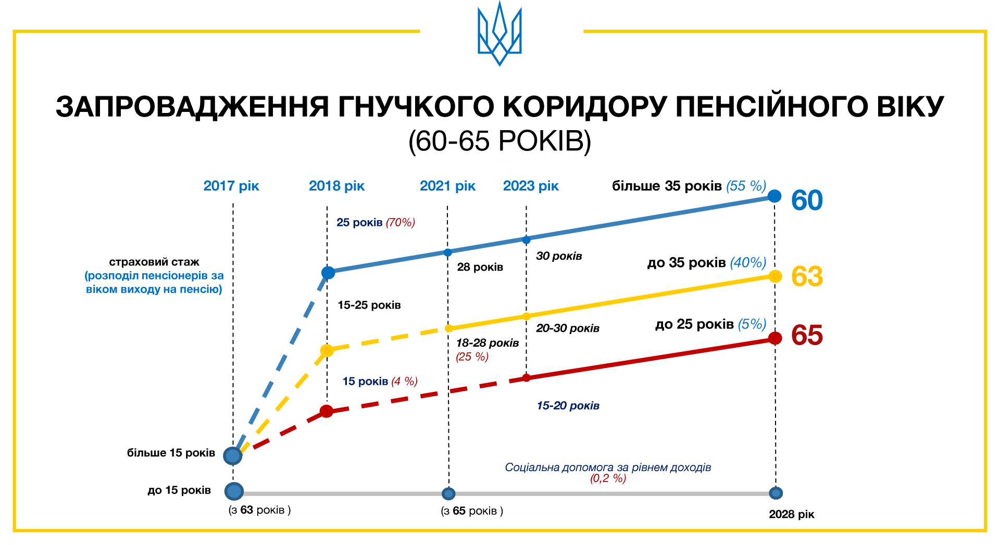 ЗАПРОВАДЖЕННЯ ГНУЧКОГО КОРИДОРУ ПЕНСІЙНОГО ВІКУ
(60-65 РОКІВ)
2017 рік
2018 рік
2021 рік
2023 рік
більше 35 років (55 %)
60
25 років (70%)
30 років
28 років
страховий стаж
(розподіл пенсіонерів за
віком виходу на пенсію)
до 35 років (40%)
63
15-25 років
20-30 років
до 25 років (5%)
65
18-28 років
(25 %)
15 років (4 %)
15-20 років
більше 15 років
Соціальна допомога за рівнем доходів
(0,2 %)
до 15 років
(з 63 років )
(з 65 років )
2028 рік